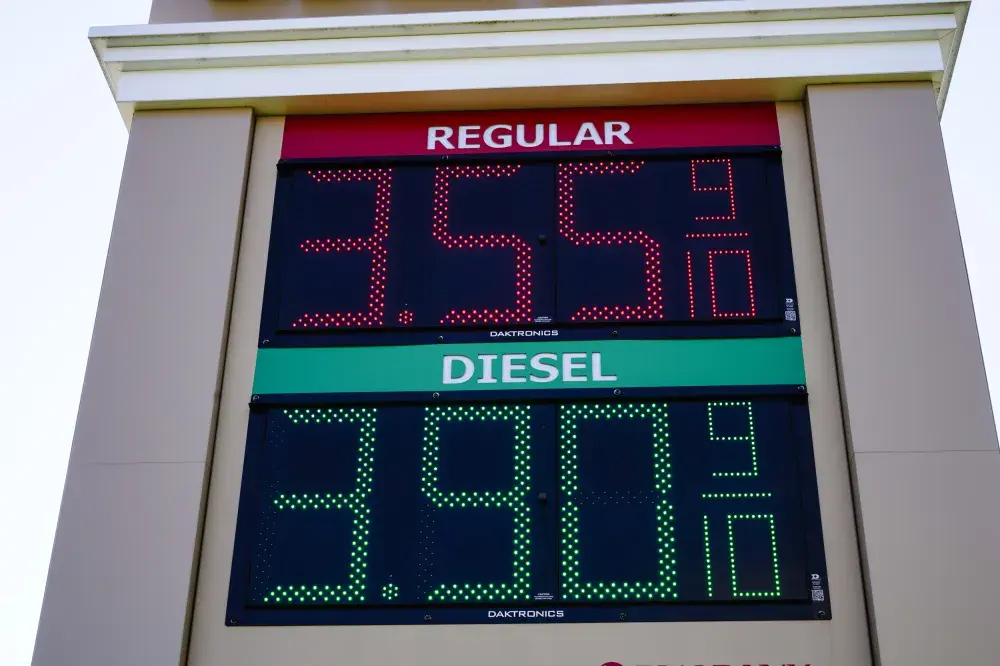 REGULAR
3.55 9/10
DAKTRONICS
DIESEL
3.90 9/10
DAKTRONICS